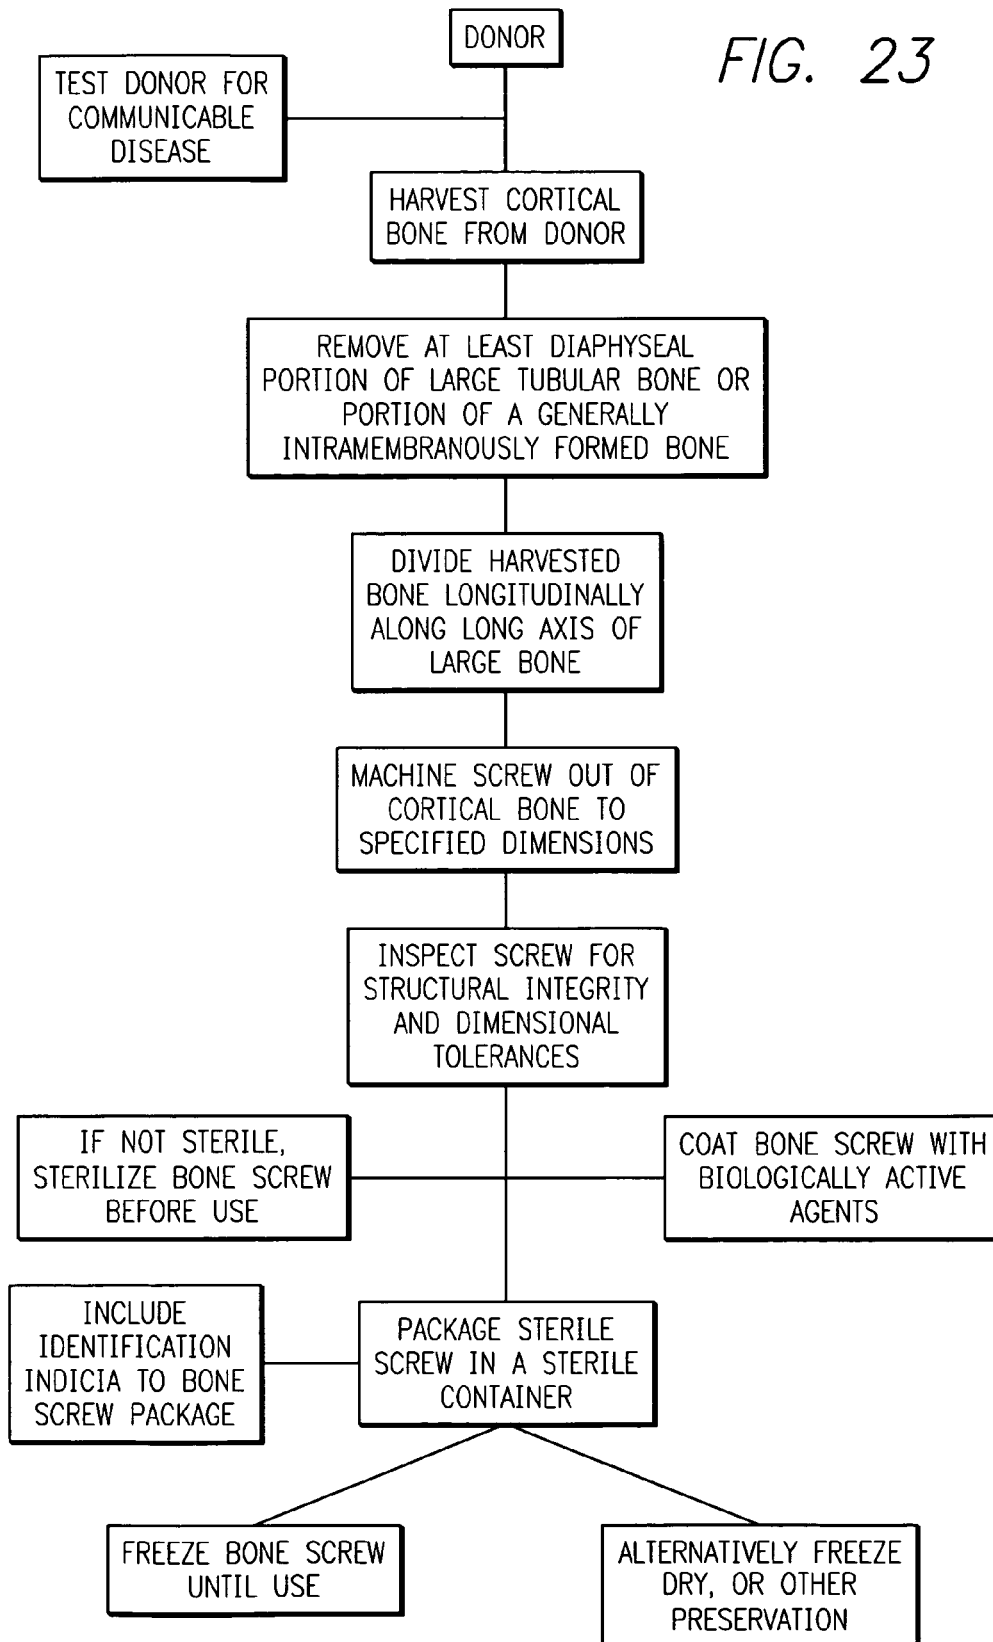 DONOR
FIG. 23
TEST DONOR FOR
COMMUNICABLE
DISEASE
HARVEST CORTICAL
BONE FROM DONOR
REMOVE AT LEAST DIAPHYSEAL
PORTION OF LARGE TUBULAR BONE OR
PORTION OF A GENERALLY
INTRAMEMBRANOUSLY FORMED BONE
DIVIDE HARVESTED
BONE LONGITUDINALLY
ALONG LONG AXIS OF
LARGE BONE
MACHINE SCREW OUT OF
CORTICAL BONE TO
SPECIFIED DIMENSIONS
INSPECT SCREW FOR
STRUCTURAL INTEGRITY
AND DIMENSIONAL
TOLERANCES
IF NOT STERILE,
STERILIZE BONE SCREW
BEFORE USE
COAT BONE SCREW WITH
BIOLOGICALLY ACTIVE
AGENTS
INCLUDE
IDENTIFICATION
INDICIA TO BONE
SCREW PACKAGE
PACKAGE STERILE
SCREW IN A STERILE
CONTAINER
FREEZE BONE SCREW
UNTIL USE
ALTERNATIVELY FREEZE
DRY, OR OTHER
PRESERVATION